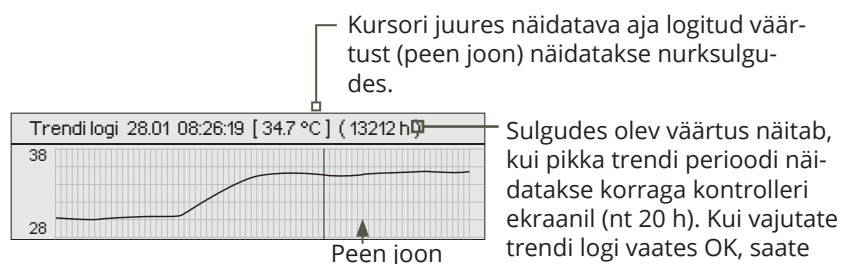 Kursori juures näidatava aja logitud väär-
tust (peen joon) näidatakse nurksulgu-
des.
Trendi logi 28.01 08:26:19 [ 34.7 °C ] ( 13212 h)
38
28
Peen joon
Sulgudes olev väärtus näitab,
kui pikka trendi perioodi näi-
datakse korraga kontrolleri
ekraanil (nt 20 h). Kui vajutate
trendi logi vaates OK, saate